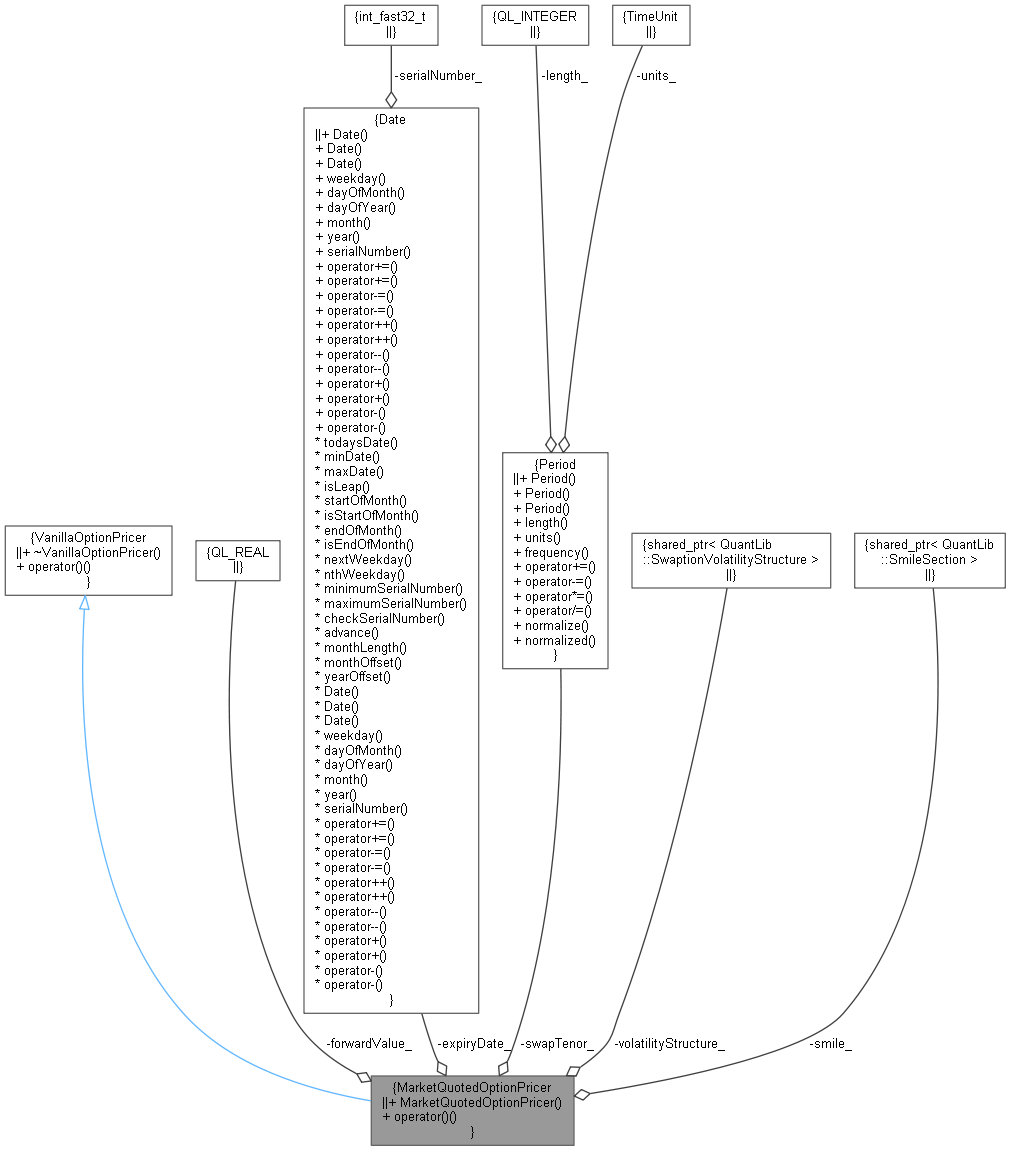 {int_fast32_t
||}
{QL_INTEGER
||}
{TimeUnit
||}
-serialNumber_
-length_
-units_
{Date
||+ Date()
+ Date()
+ Date()
+ weekday()
+ dayOfMonth()
+ dayOfYear()
+ month()
+ year()
+ serialNumber()
+ operator+=()
+ operator+=()
+ operator-=()
+ operator-=()
+ operator++()
+ operator++()
+ operator--()
+ operator--()
+ operator+()
+ operator+()
+ operator-()
+ operator-()
* todaysDate()
* minDate()
* maxDate()
* isLeap()
* startOfMonth()
* isStartOfMonth()
* endOfMonth()
* isEndOfMonth()
* nextWeekday()
* nthWeekday()
* minimumSerialNumber()
* maximumSerialNumber()
* checkSerialNumber()
* advance()
* monthLength()
* monthOffset()
* yearOffset()
* Date()
* Date()
* Date()
* weekday()
* dayOfMonth()
* dayOfYear()
* month()
* year()
* serialNumber()
* operator+=()
* operator+=()
* operator-=()
* operator-=()
* operator++()
* operator++()
* operator--()
* operator--()
* operator+()
* operator+()
* operator-()
* operator-()
}
{Period
||+ Period()
+ Period()
+ Period()
+ length()
+ units()
+ frequency()
+ operator+=()
+ operator-=()
+ operator*=()
+ operator/=()
+ normalize()
+ normalized()
}
{VanillaOptionPricer
||+ ~VanillaOptionPricer()
+ operator()()
}
{QL_REAL
||}
{shared_ptr< QuantLib
::SwaptionVolatilityStructure >
||}
{shared_ptr< QuantLib
::SmileSection >
||}
-forwardValue_
-expiryDate_
-swapTenor_
-volatilityStructure_
-smile_
{MarketQuotedOptionPricer
||+ MarketQuotedOptionPricer()
+ operator()()
}